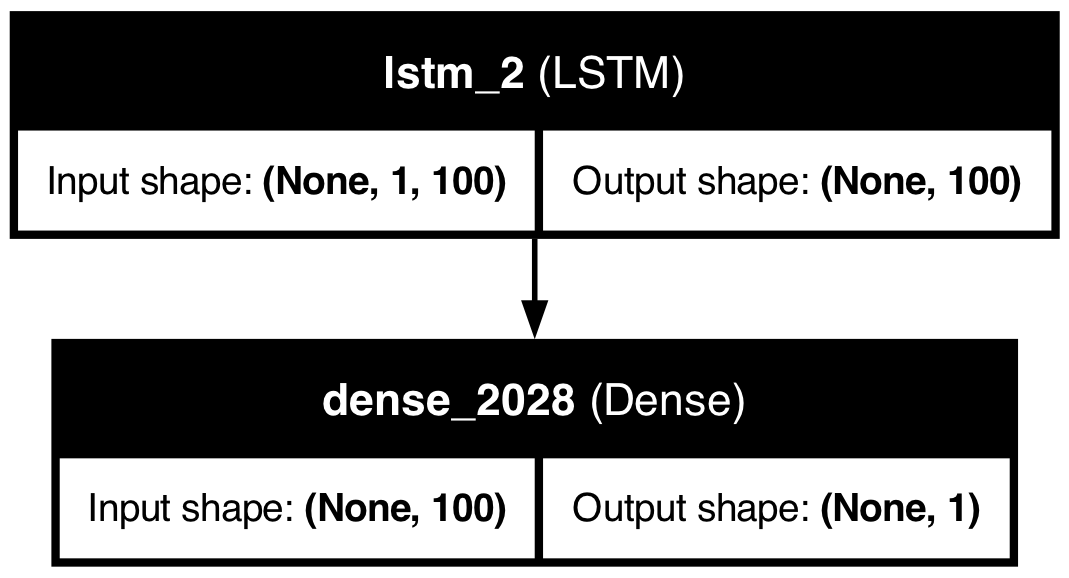 lstm_2 (LSTM)
Input shape: (None, 1, 100) Output shape: (None, 100)
dense_2028 (Dense)
Input shape: (None, 100) Output shape: (None, 1)